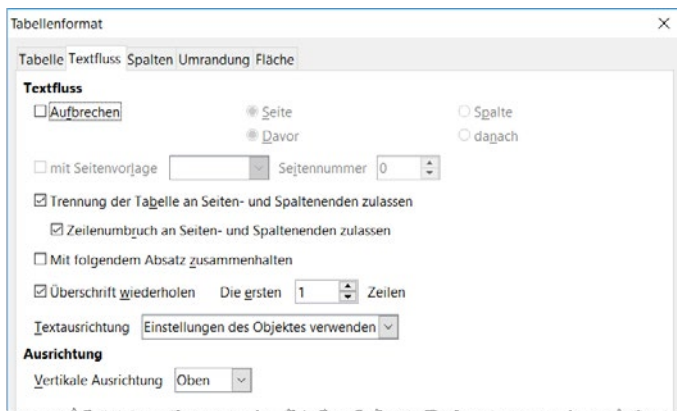 Tabellenformat
Tabelle Textfluss Spalten Umrandung Fläche
Textfluss
Aufbrechen Seite Spalte
Davor danach
mit Seitenvorlage Seitennummer 0
Trennung der Tabelle an Seiten- und Spaltenenden zulassen
Zeilenumbruch an Seiten- und Spaltenenden zulassen
Mit folgendem Absatz zusammenhalten
Überschrift wiederholen Die ersten 1 Zeilen
Textausrichtung Einstellungen des Objektes verwenden
Ausrichtung
Vertikale Ausrichtung Oben